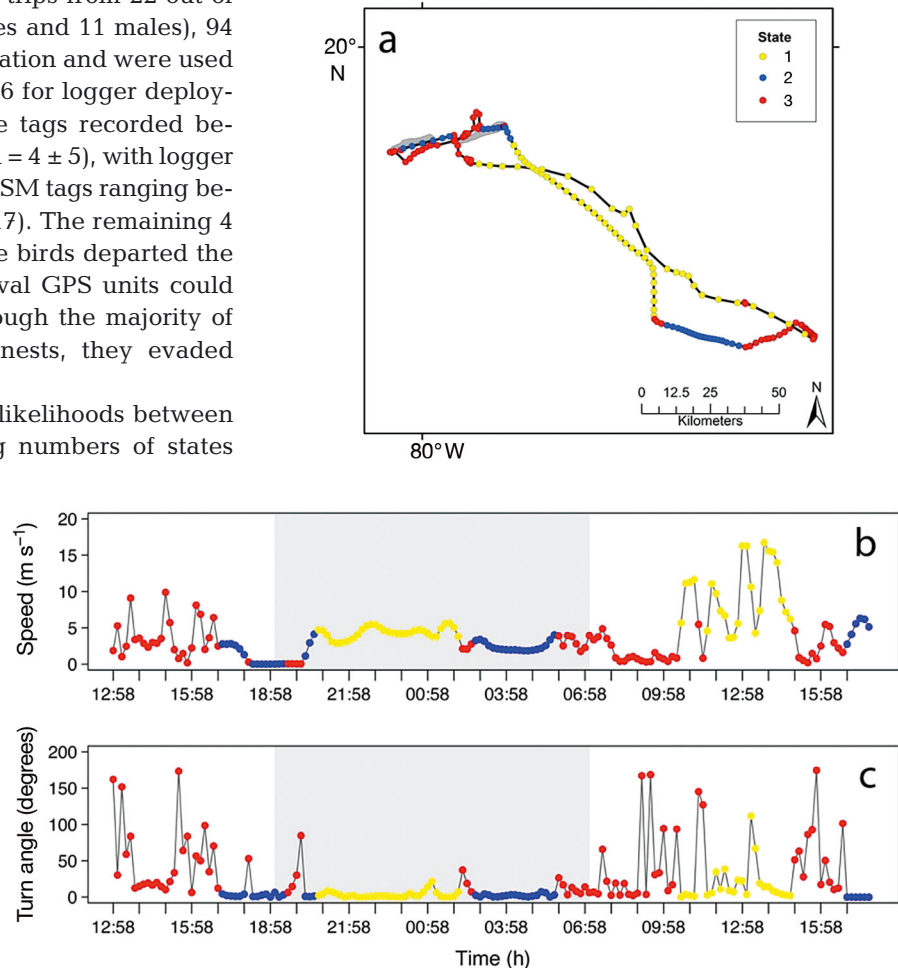 trips from 22 out of
es and 11 males), 94
ation and were used
6 for logger deploy-
e tags recorded be-
= 4 ± 5), with logger
SM tags ranging be-
17). The remaining 4
e birds departed the
val GPS units could
ough the majority of
nests, they evaded
likelihoods between
g numbers of states
a
20°
N
State
1
2
3
0 12.5 25 50
Kilometers
N
80°W
b
Speed (m s⁻¹)
20
15
10
5
0
12:58 15:58 18:58 21:58 00:58 03:58 06:58 09:58 12:58 15:58
c
Turn angle (degrees)
200
150
100
50
0
12:58 15:58 18:58 21:58 00:58 03:58 06:58 09:58 12:58 15:58
Time (h)